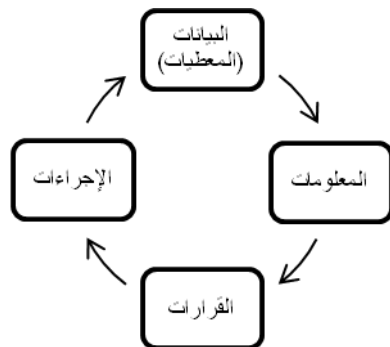 البيانات
(المعطيات)
المعلومات
القرارات
الإجراءات